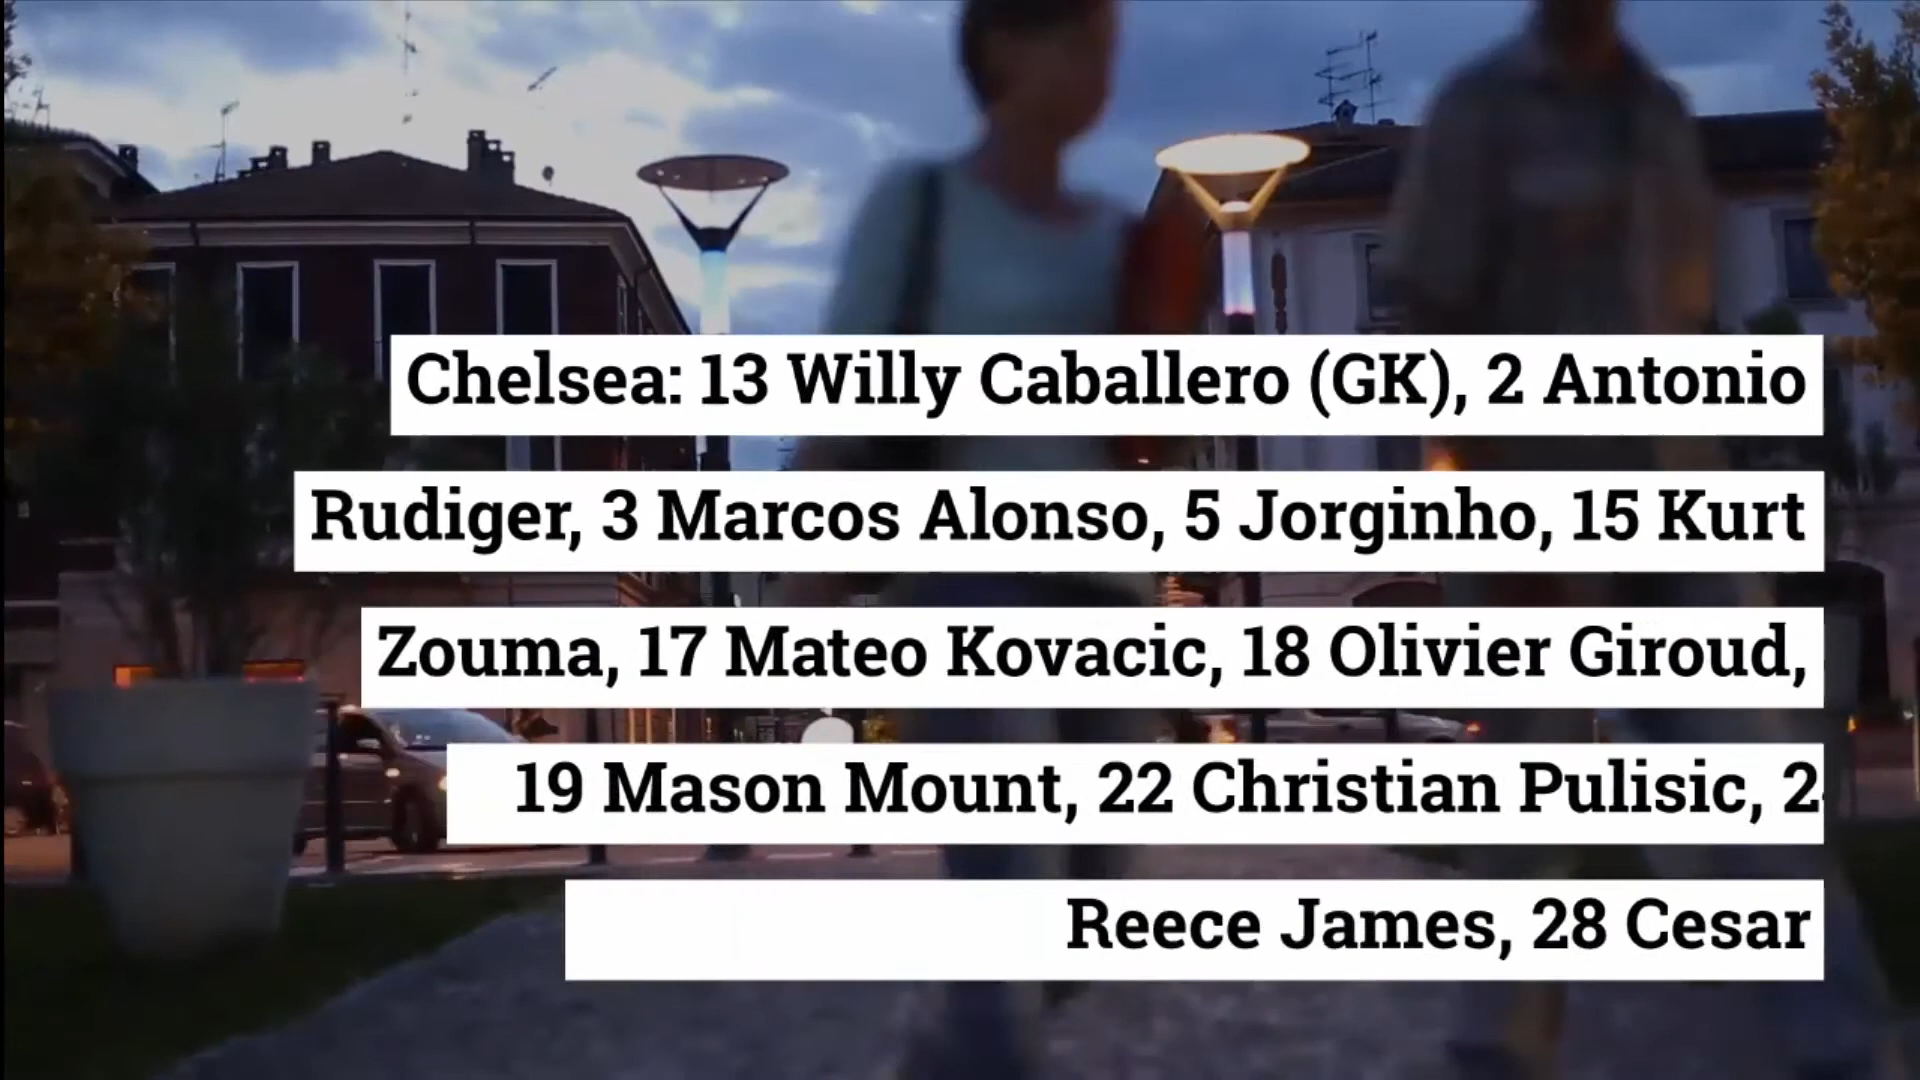 Chelsea: 13 Willy Caballero (GK), 2 Antonio
Rudiger, 3 Marcos Alonso, 5 Jorginho, 15 Kurt
Zouma, 17 Mateo Kovacic, 18 Olivier Giroud,
19 Mason Mount, 22 Christian Pulisic,
Reece James, 28 Cesar